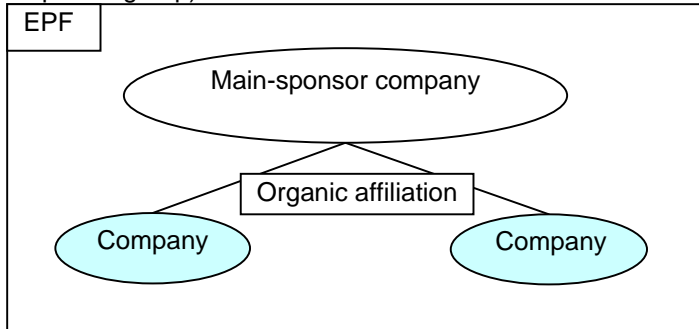 EPF
Main-sponsor company
Organic affiliation
Company
Company